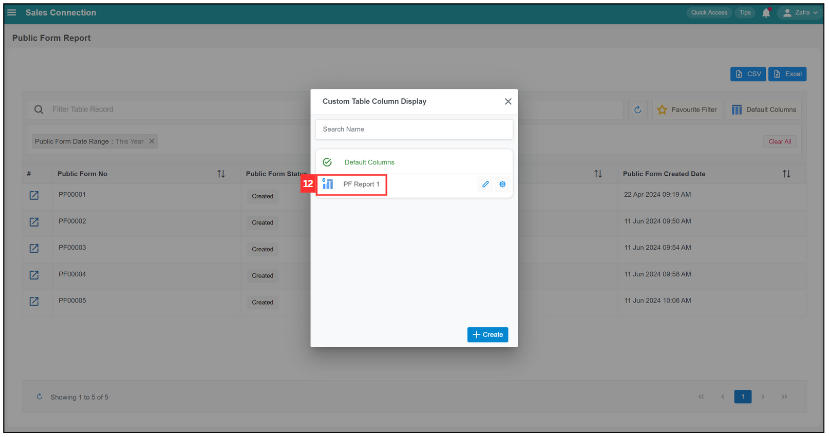 Sales Connection
Quick Access
Tips
Zafra
Public Form Report
CSV
Excel
Filter Table Record
Favourite Filter
Default Columns
Public Form Date Range : This Year
Clear All
# Public Form No Public Form Status Public Form Created Date
PF00001 Created 22 Apr 2024 09:19 AM
PF00002 Created 11 Jun 2024 09:50 AM
PF00003 Created 11 Jun 2024 09:54 AM
PF00004 Created 11 Jun 2024 09:58 AM
PF00005 Created 11 Jun 2024 10:06 AM
Showing 1 to 5 of 5
1
Custom Table Column Display
Search Name
Default Columns
12
PF Report 1
Create